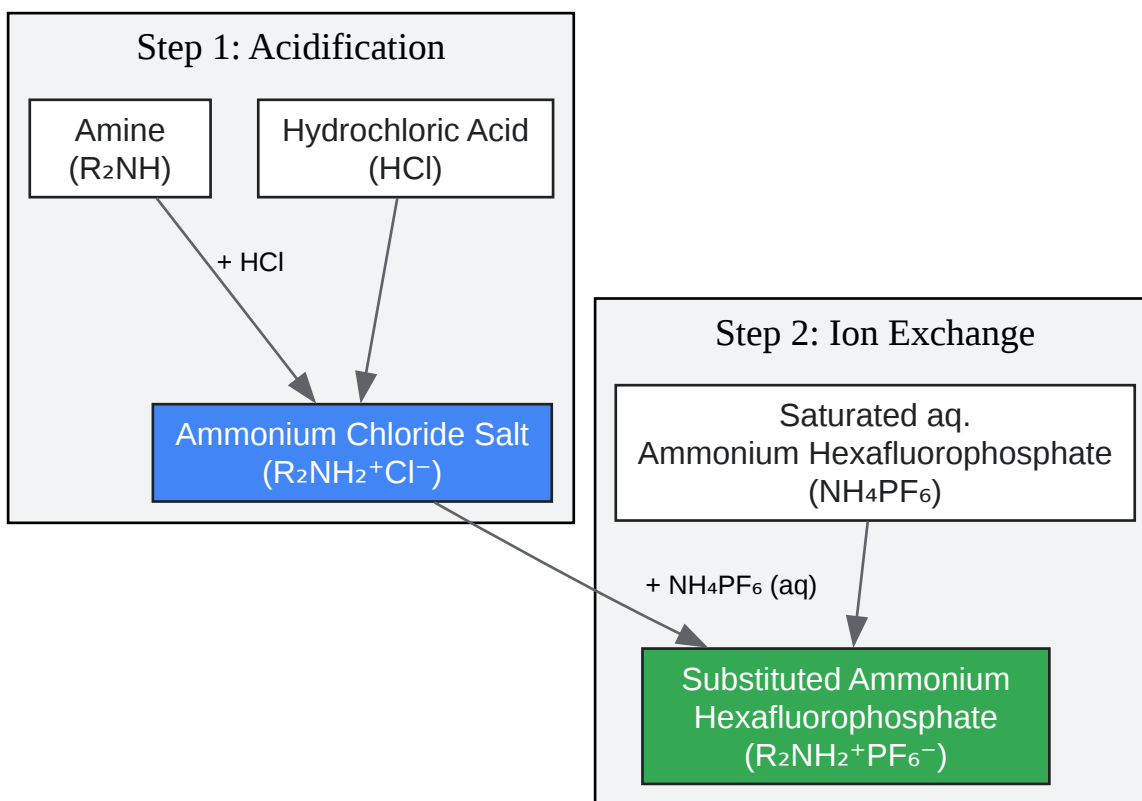 Step 1: Acidification
Amine
(R₂NH)
Hydrochloric Acid
(HCl)
+ HCl
Ammonium Chloride Salt
(R₂NH₂⁺Cl⁻)
Step 2: Ion Exchange
Saturated aq.
Ammonium Hexafluorophosphate
(NH₄PF₆)
+ NH₄PF₆ (aq)
Substituted Ammonium
Hexafluorophosphate
(R₂NH₂⁺PF₆⁻)